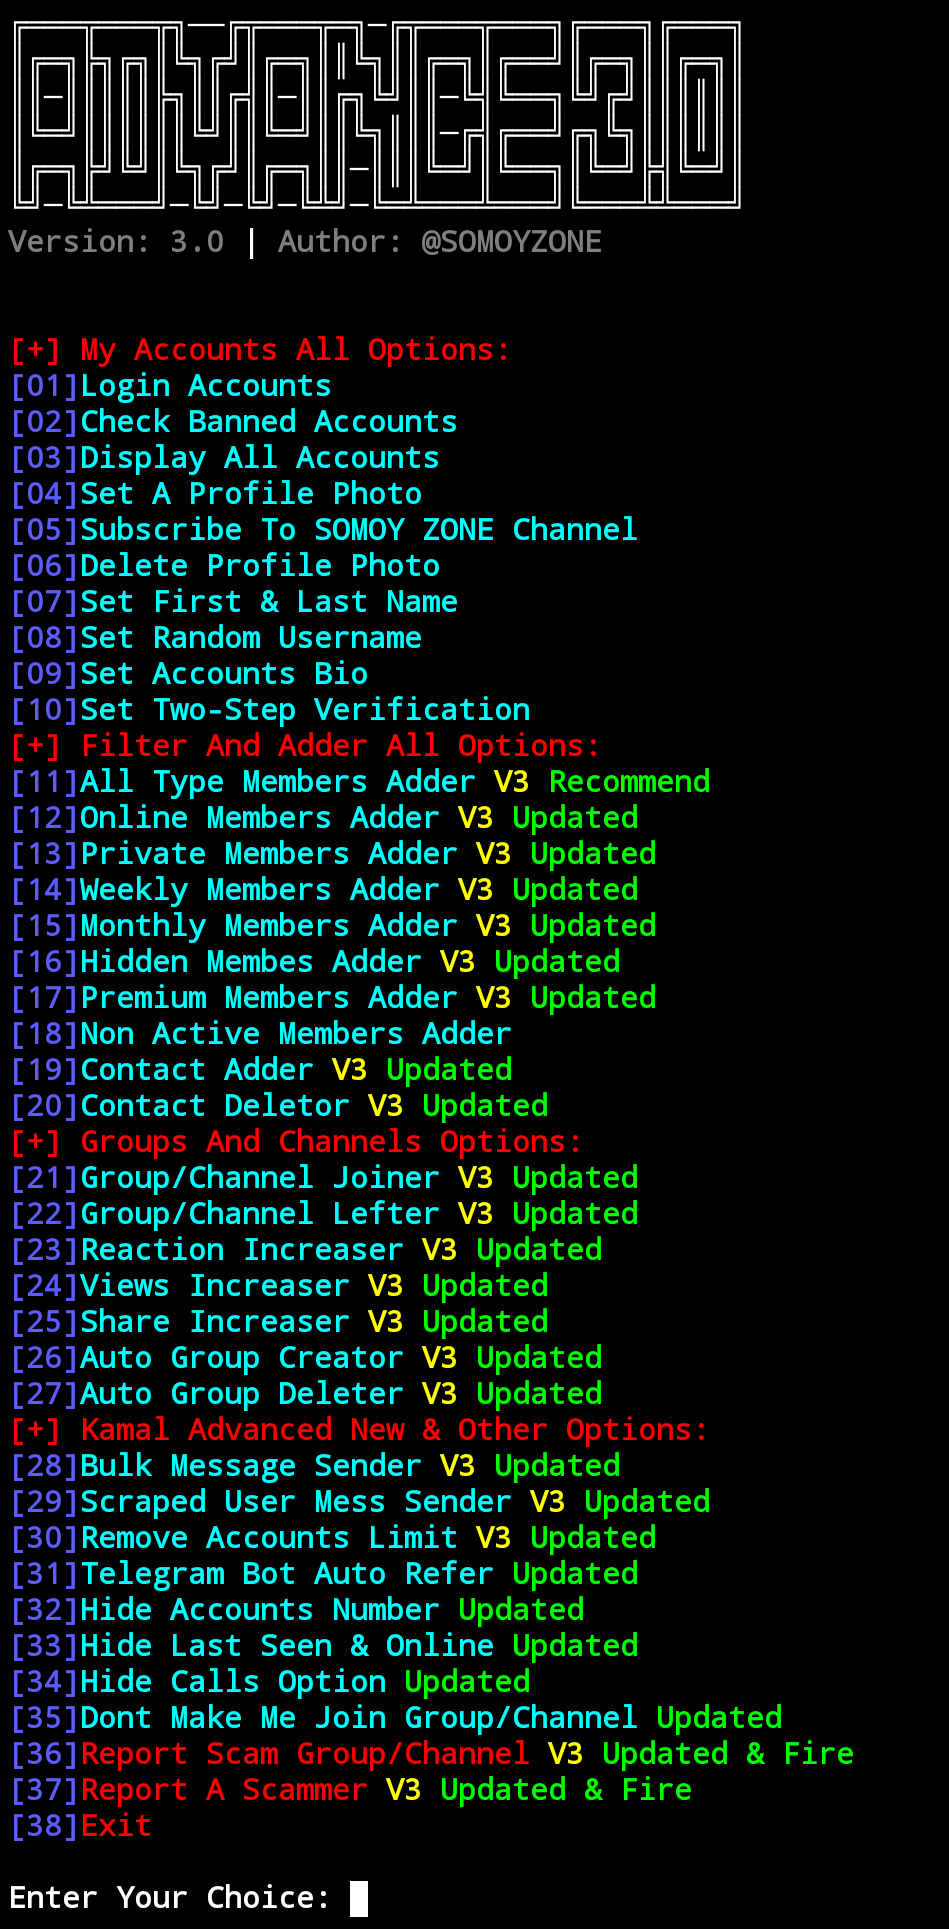 ADVANCE 3.0
Version: 3.0 | Author: @SOMOYZONE
[+] My Accounts All Options:
[01]Login Accounts
[02]Check Banned Accounts
[03]Display All Accounts
[04]Set A Profile Photo
[05]Subscribe To SOMOY ZONE Channel
[06]Delete Profile Photo
[07]Set First & Last Name
[08]Set Random Username
[09]Set Accounts Bio
[10]Set Two-Step Verification
[+] Filter And Adder All Options:
[11]All Type Members Adder V3 Recommend
[12]Online Members Adder V3 Updated
[13]Private Members Adder V3 Updated
[14]Weekly Members Adder V3 Updated
[15]Monthly Members Adder V3 Updated
[16]Hidden Membes Adder V3 Updated
[17]Premium Members Adder V3 Updated
[18]Non Active Members Adder
[19]Contact Adder V3 Updated
[20]Contact Deletor V3 Updated
[+] Groups And Channels Options:
[21]Group/Channel Joiner V3 Updated
[22]Group/Channel Lefter V3 Updated
[23]Reaction Increaser V3 Updated
[24]Views Increaser V3 Updated
[25]Share Increaser V3 Updated
[26]Auto Group Creator V3 Updated
[27]Auto Group Deleter V3 Updated
[+] Kamal Advanced New & Other Options:
[28]Bulk Message Sender V3 Updated
[29]Scraped User Mess Sender V3 Updated
[30]Remove Accounts Limit V3 Updated
[31]Telegram Bot Auto Refer Updated
[32]Hide Accounts Number Updated
[33]Hide Last Seen & Online Updated
[34]Hide Calls Option Updated
[35]Dont Make Me Join Group/Channel Updated
[36]Report Scam Group/Channel V3 Updated & Fire
[37]Report A Scammer V3 Updated & Fire
[38]Exit
Enter Your Choice: